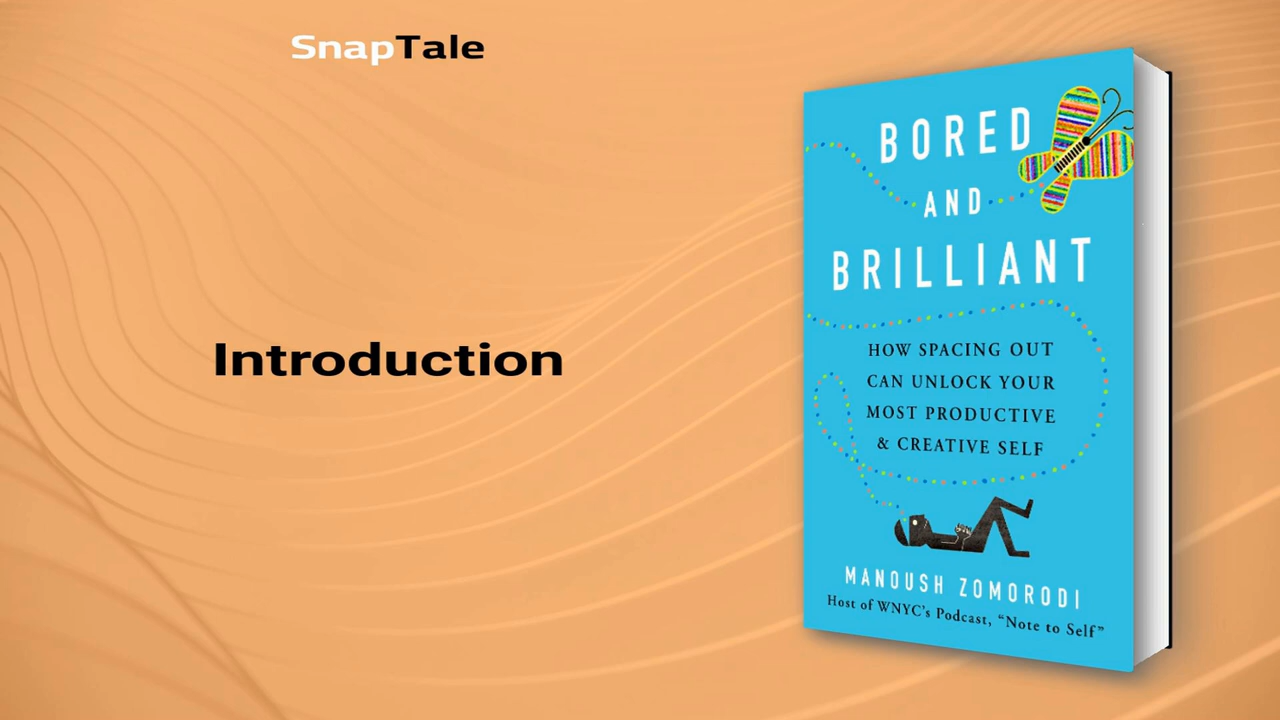 SnapTale
Introduction
BORED
AND
BRILLIANT
HOW SPACING OUT
CAN UNLOCK YOUR
MOST PRODUCTIVE
& CREATIVE SELF
MANOUSH ZOMORODI
Host of WNYC's Podcast, “Note to Self”